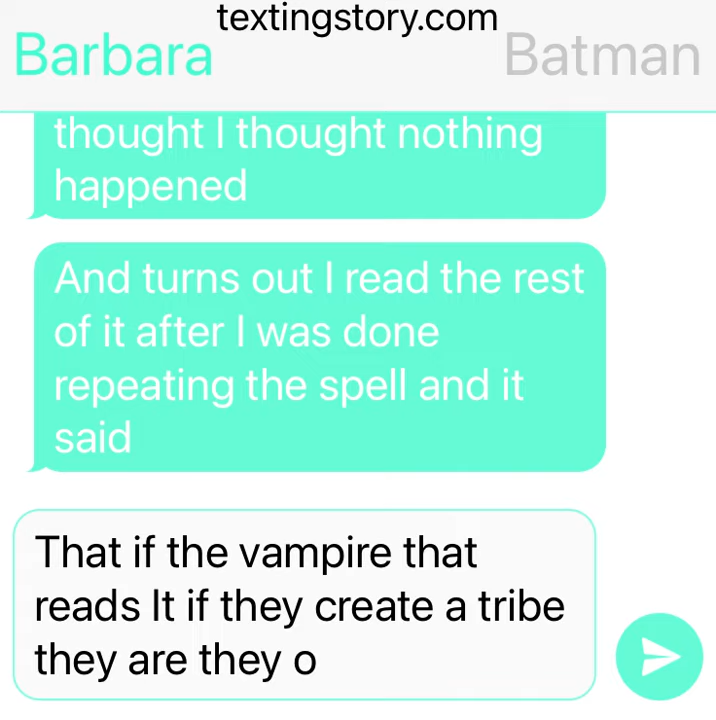 textingstory.com
Barbara Batman
thought I thought nothing
happened
And turns out I read the rest
of it after I was done
repeating the spell and it
said
That if the vampire that
reads It if they create a tribe
they are they o